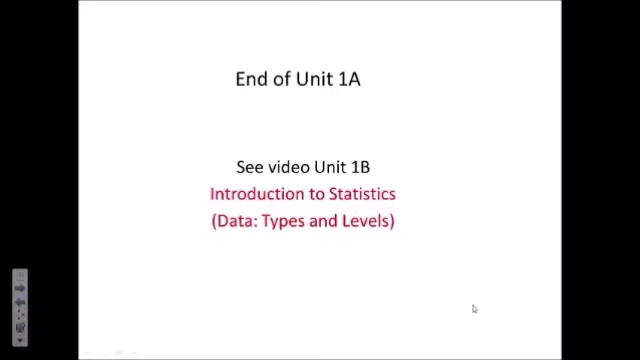 End of Unit 1A
See video Unit 1B
Introduction to Statistics
(Data: Types and Levels)